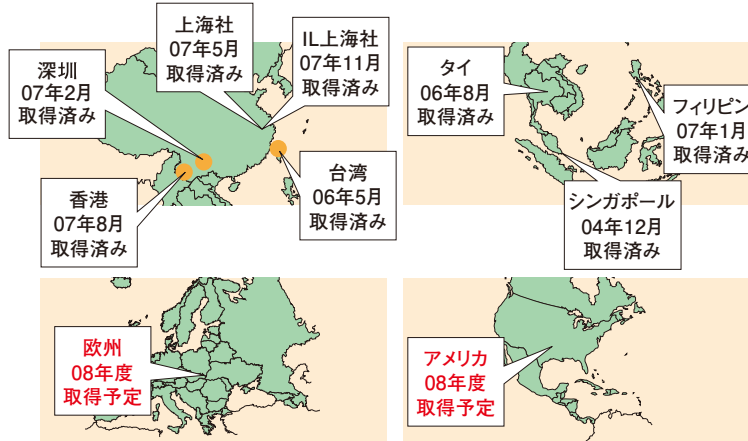 上海社
07年5月
取得済み
IL上海社
07年11月
取得済み
深圳
07年2月
取得済み
香港
07年8月
取得済み
台湾
06年5月
取得済み
タイ
06年8月
取得済み
フィリピン
07年1月
取得済み
シンガポール
04年12月
取得済み
欧州
08年度
取得予定
アメリカ
08年度
取得予定